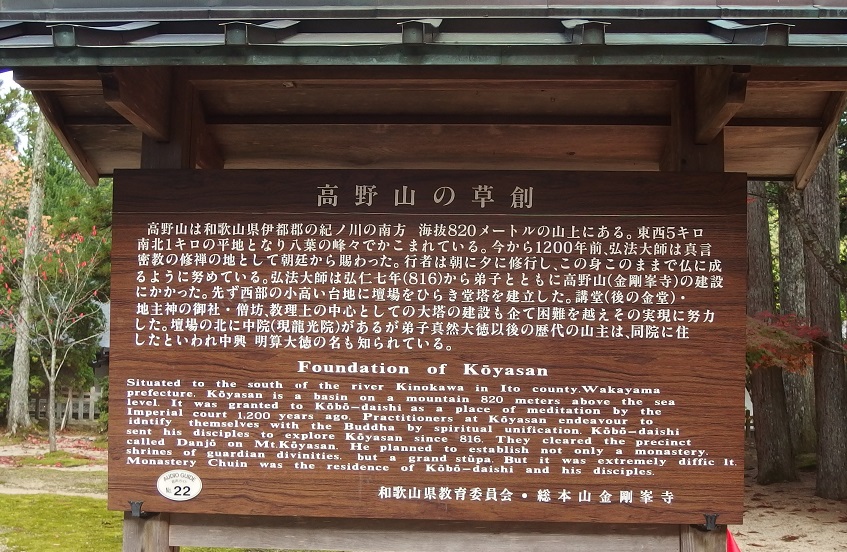 高野山の草創
高野山は和歌山県伊都郡の紀ノ川の南方 海抜820メートルの山上にある。東西5キロ
南北1キロの平地となり八葉の峰々でかこまれている。今から1200年前、弘法大師は真言
密教の修禅の地として朝廷から賜わった。行者は朝に夕に修行し、この身このままで仏に成
るように努めている。弘法大師は弘仁七年(816)から弟子とともに高野山(金剛峯寺)の建設
にかかった。先ず西部の小高い台地に壇場をひらき堂塔を建立した。講堂(後の金堂)・
地主神の御社・僧坊、教理上の中心としての大塔の建設も企て困難を越えその実現に努力
した。壇場の北に中院(現龍光院)があるが弟子真然大徳以後の歴代の山主は、同院に住
したといわれ中興 明算大徳の名も知られている。
Foundation of Kōyasan
Situated to the south of the river Kinokawa in Ito county.Wakayama
prefecture. Kōyasan is a basin on a mountain 820 meters above the sea
level. It was granted to Kōbō-daishi as a place of meditation by the
Imperial court 1,200 years ago. Practitioners at Kōyasan endeavour to
idntify themselves with the Buddha by spiritual unification Kōbō-daishi
sent his disciples to explore Kōyasan since 816. They cleared the precinct
called Danjō on Mt.Kōyasan. He planned to establish not only a monastery.
shrines of guardian divinities. but a grand stūpa. But it was extremely diffic lt.
Monastery Chuin was the residence of Kōbō-daishi and his disciples.
AUDIO GUIDE
22
和歌山県教育委員会・総本山金剛峯寺